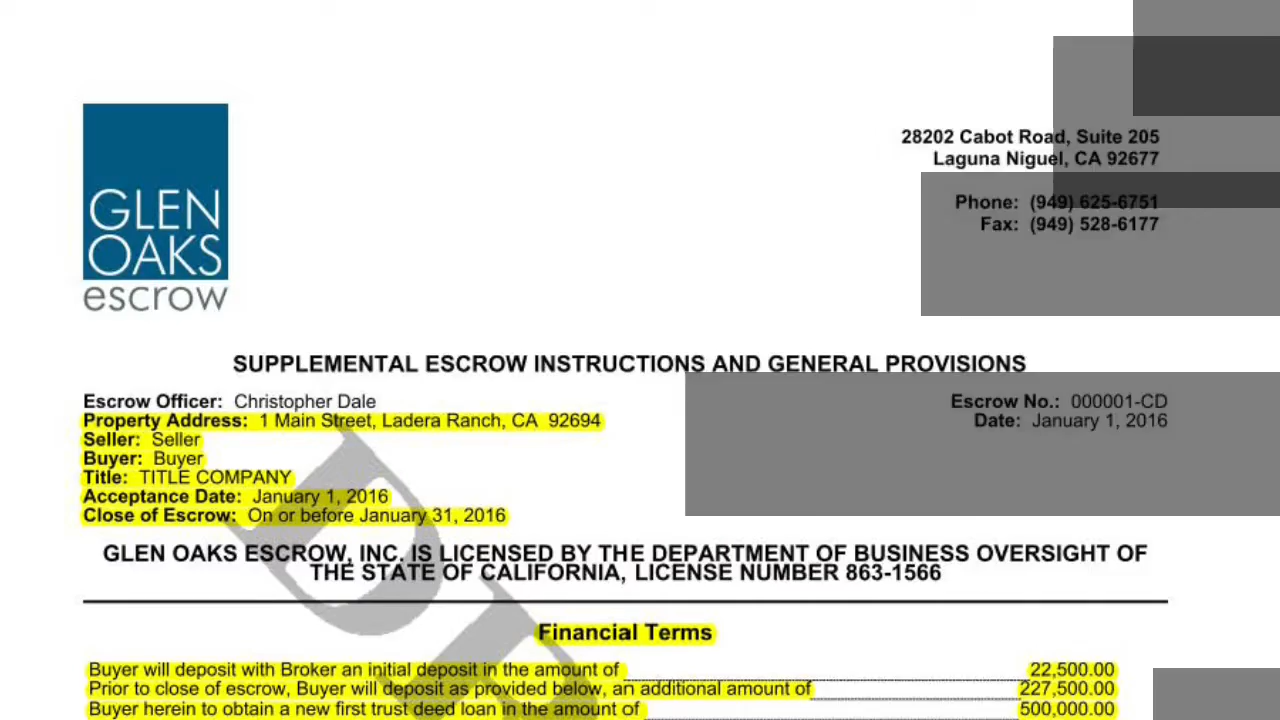 GLEN
OAKS
escrow
28202 Cabot Road, Suite 205
Laguna Niguel, CA 92677
Phone: (949) 625-6751
Fax: (949) 528-6177
SUPPLEMENTAL ESCROW INSTRUCTIONS AND GENERAL PROVISIONS
Escrow Officer: Christopher Dale
Escrow No.: 000001-CD
Property Address: 1 Main Street, Ladera Ranch, CA 92694
Date: January 1, 2016
Seller: Seller
Buyer: Buyer
Title: TITLE COMPANY
Acceptance Date: January 1, 2016
Close of Escrow: On or before January 31, 2016
GLEN OAKS ESCROW, INC. IS LICENSED BY THE DEPARTMENT OF BUSINESS OVERSIGHT OF
THE STATE OF CALIFORNIA, LICENSE NUMBER 863-1566
Financial Terms
Buyer will deposit with Broker an initial deposit in the amount of 22,500.00
Prior to close of escrow, Buyer will deposit as provided below, an additional amount of 227,500.00
Buyer herein to obtain a new first trust deed loan in the amount of 500,000.00